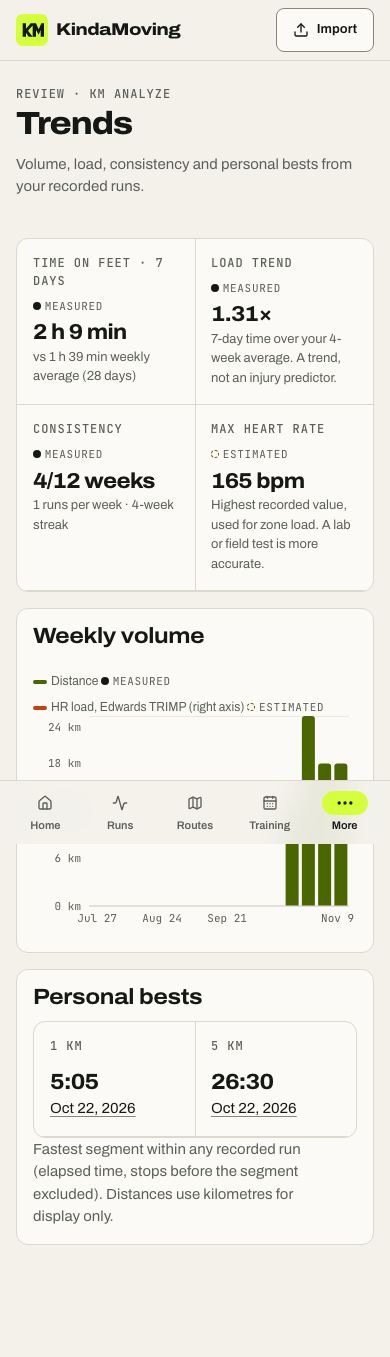 KM KindaMoving
Import
REVIEW · KM ANALYZE
Trends
Volume, load, consistency and personal bests from
your recorded runs.
TIME ON FEET · 7
DAYS
MEASURED
2 h 9 min
vs 1 h 39 min weekly
average (28 days)
LOAD TREND
MEASURED
1.31×
7-day time over your 4-
week average. A trend,
not an injury predictor.
CONSISTENCY
MEASURED
4/12 weeks
1 runs per week · 4-week
streak
MAX HEART RATE
ESTIMATED
165 bpm
Highest recorded value,
used for zone load. A lab
or field test is more
accurate.
Weekly volume
Distance MEASURED
HR load, Edwards TRIMP (right axis) ESTIMATED
24 km
18 km
Home
Runs
Routes
Training
More
6 km
0 km
Jul 27
Aug 24
Sep 21
Nov 9
Personal bests
1 KM
5:05
Oct 22, 2026
5 KM
26:30
Oct 22, 2026
Fastest segment within any recorded run
(elapsed time, stops before the segment
excluded). Distances use kilometres for
display only.